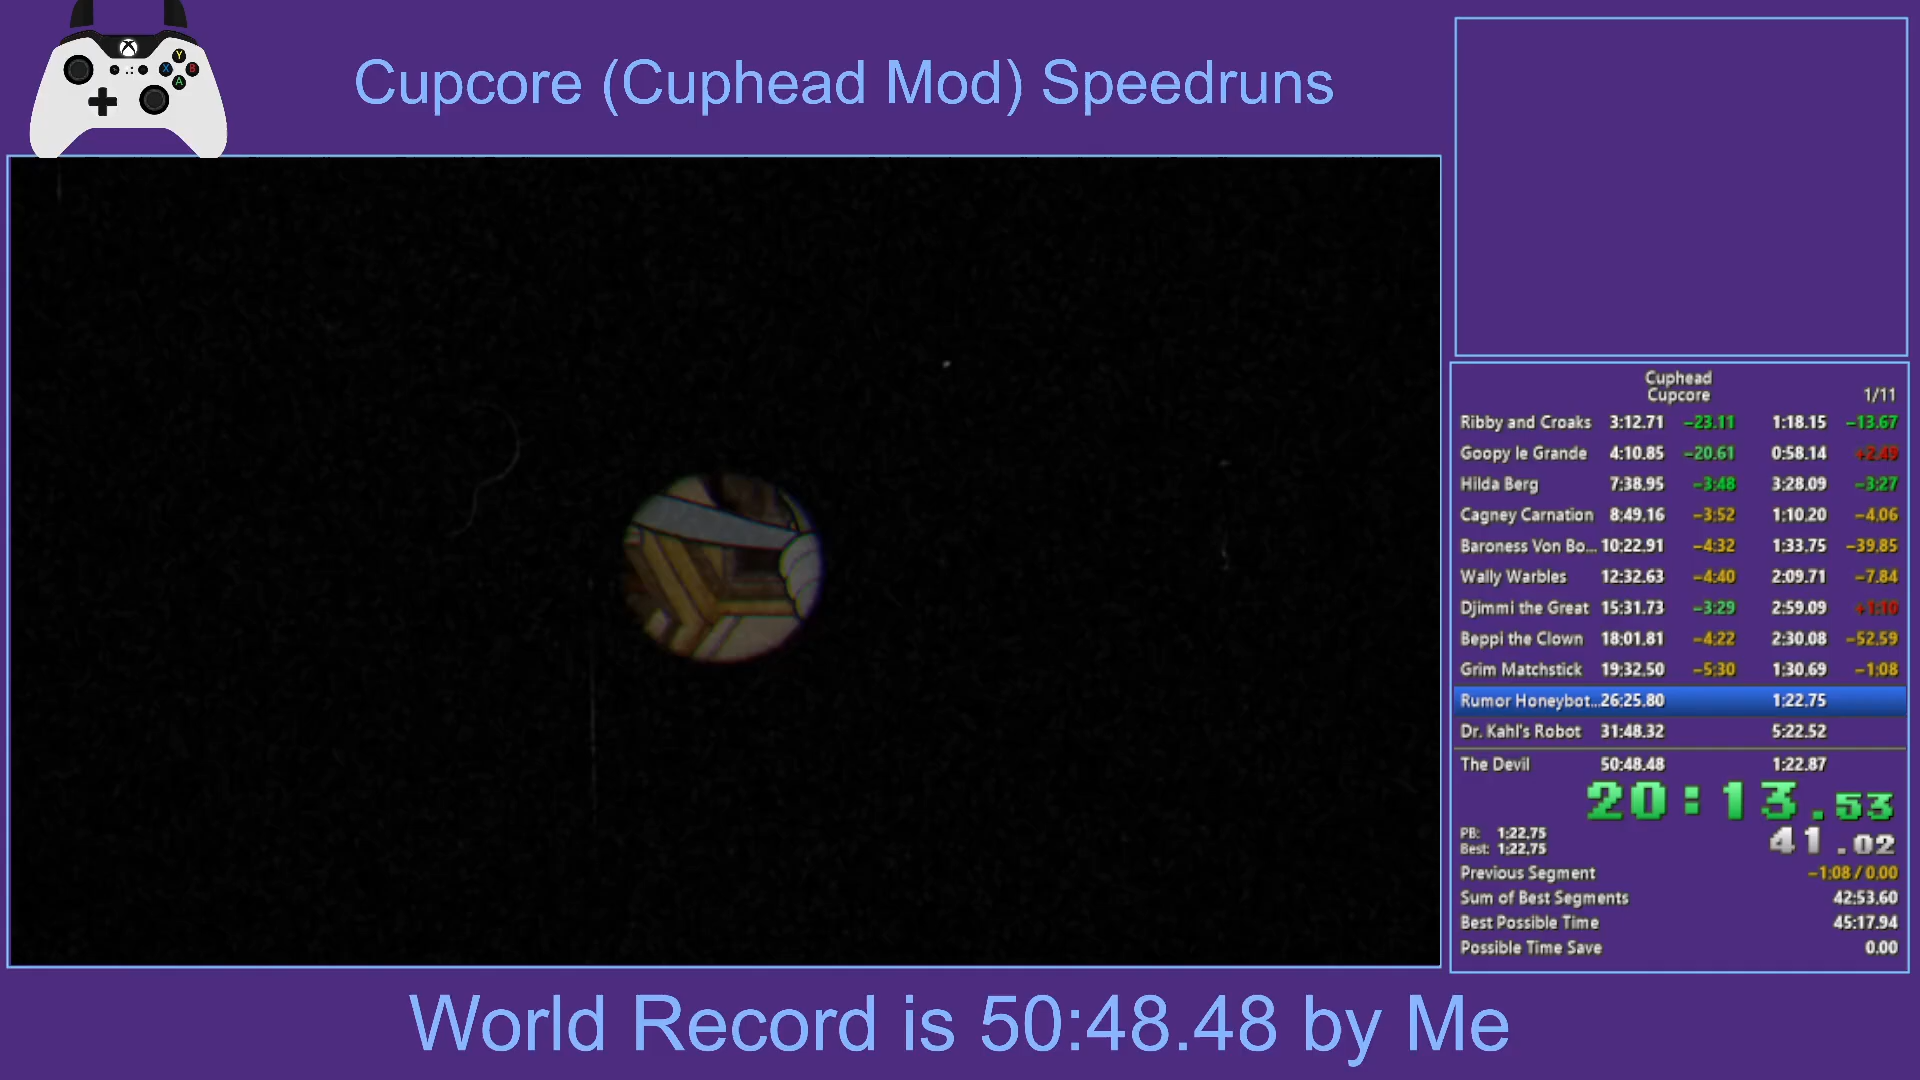 Cupcore (Cuphead Mod) Speedruns
Y
X B
A
Cuphead
Cupcore 1/11
Ribby and Croaks 3:12.71 -23.11 1:18.15 -13.67
Goopy le Grande 4:10.85 -20.61 0:58.14 +2.49
Hilda Berg 7:38.95 -3:48 3:28.09 -3:27
Cagney Carnation 8:49.16 -3:52 1:10.20 -4.06
Baroness Von Bo... 10:22.91 -4:32 1:33.75 -39.85
Wally Warbles 12:32.63 -4:40 2:09.71 -7.84
Djimmi the Great 15:31.73 -3:29 2:59.09 +1:10
Beppi the Clown 18:01.81 -4:22 2:30.08 -52.59
Grim Matchstick 19:32.50 -5:30 1:30.69 -1:08
Rumor Honeybot... 26:25.80 1:22.75
Dr. Kahl's Robot 31:48.32 5:22.52
The Devil 50:48.48 1:22.87
20:13.53
PB: 1:22.75 41.02
Best: 1:22.75
Previous Segment -1:08 / 0.00
Sum of Best Segments 42:53.60
Best Possible Time 45:17.94
Possible Time Save 0.00
World Record is 50:48.48 by Me